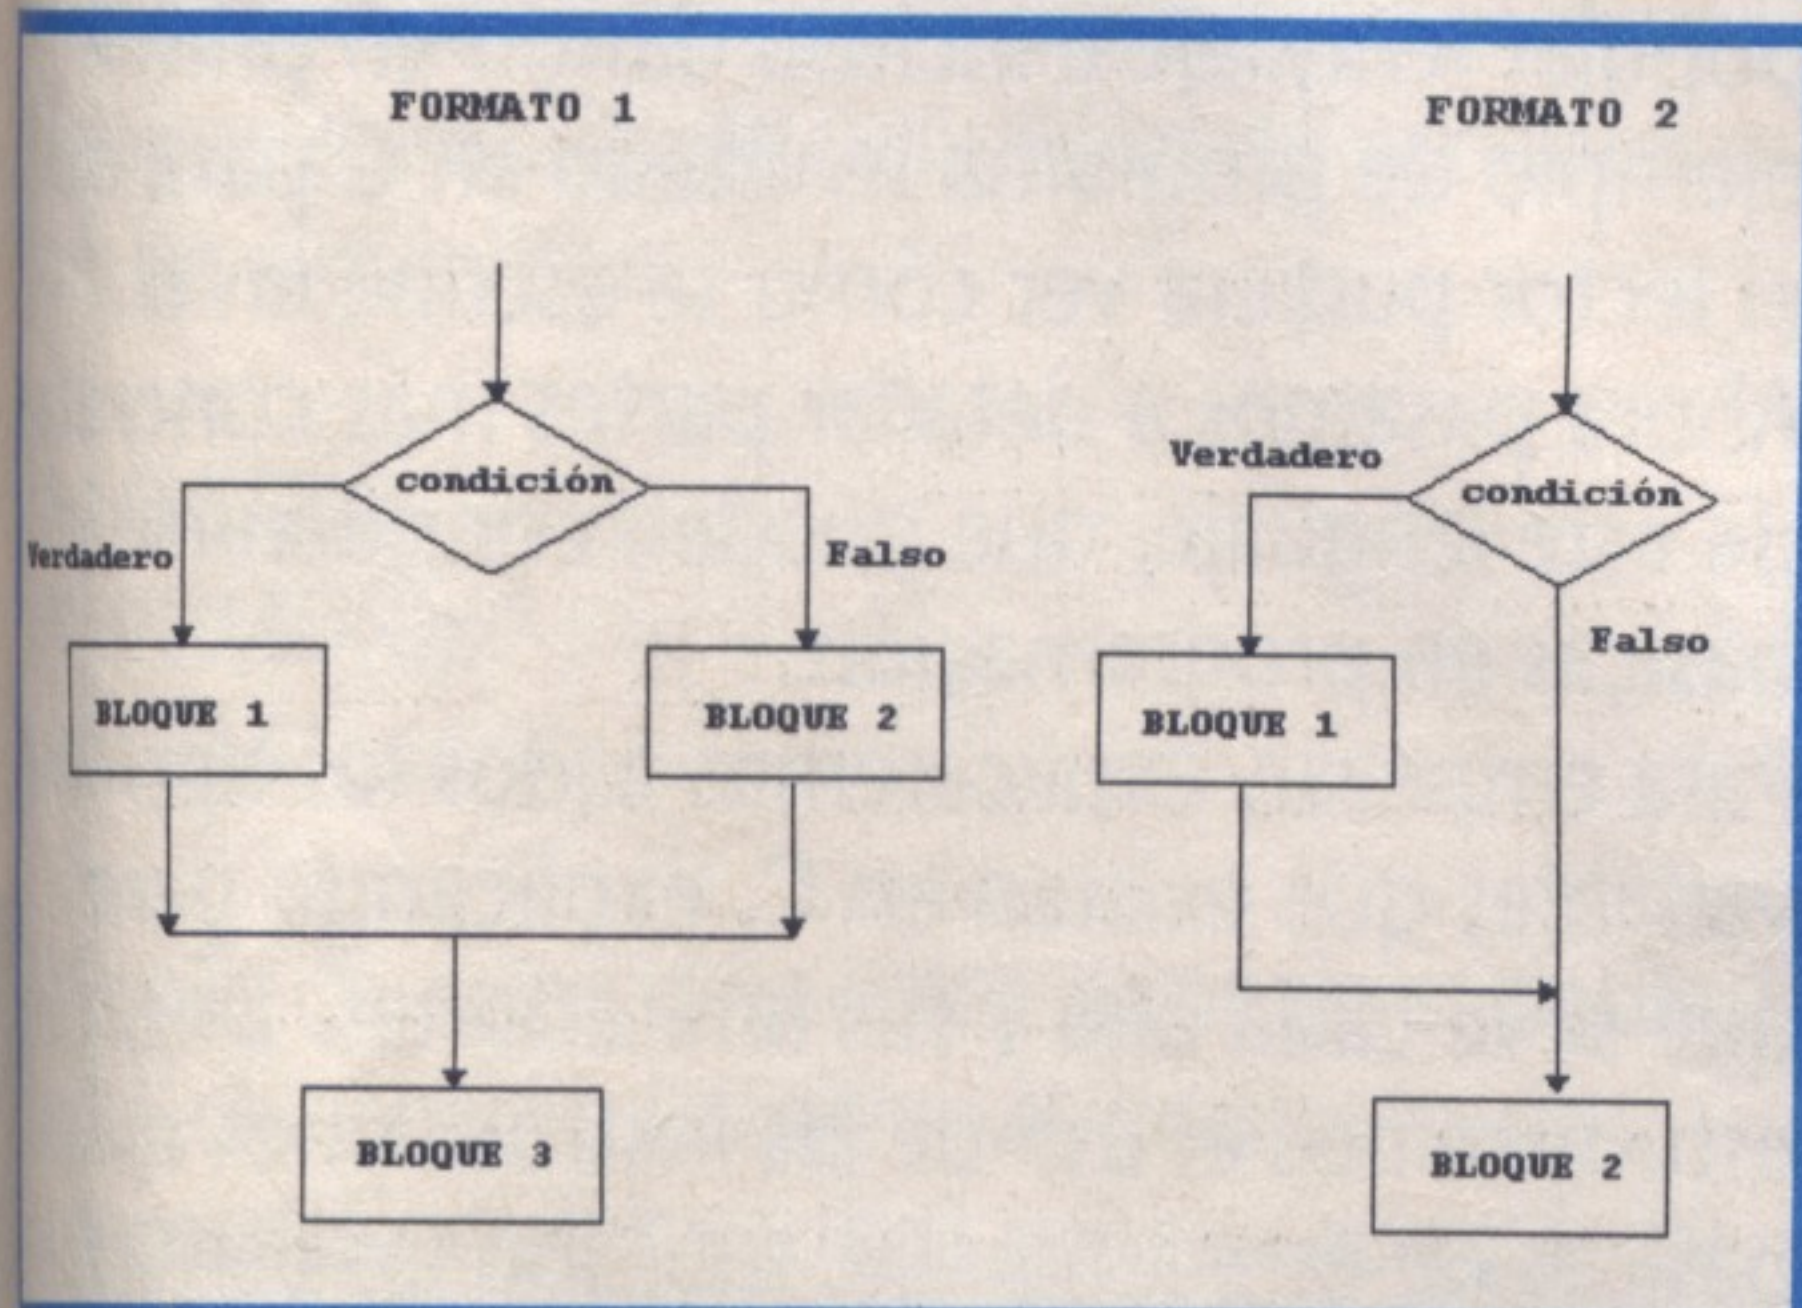 FORMATO 1
condición
Verdadero
Falso
BLOQUE 1
BLOQUE 2
BLOQUE 3
FORMATO 2
condición
Verdadero
Falso
BLOQUE 1
BLOQUE 2